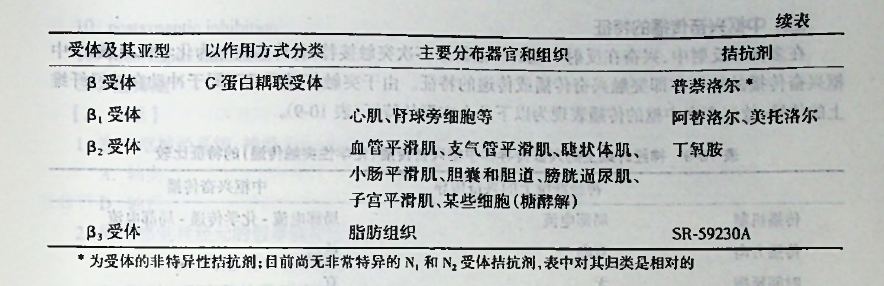 续表
受体及其亚型 以作用方式分类 主要分布器官和组织 拮抗剂
β 受体 G-蛋白耦联受体 普萘洛尔*
β₁ 受体 心肌、肾球旁细胞等 阿替洛尔、美托洛尔
β₂ 受体 血管平滑肌、支气管平滑肌、睫状体肌、 丁氧胺
小肠平滑肌、胆囊和胆道、膀胱逼尿肌、
子宫平滑肌、某些细胞(糖酵解)
β₃ 受体 脂肪组织 SR-59230A
* 为受体的非特异性拮抗剂;目前尚无非常特异的 N₁ 和 N₂ 受体拮抗剂,表中对其归类是相对的